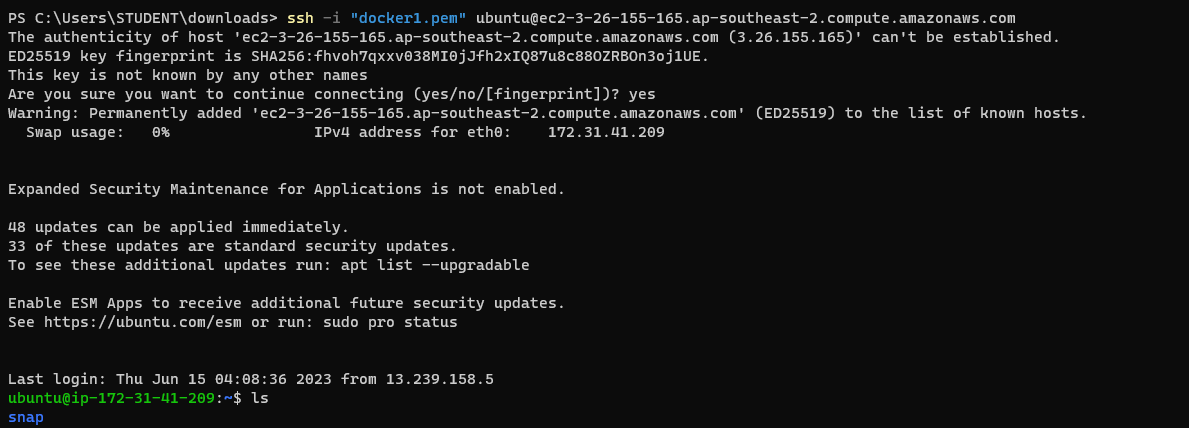 PS C:\Users\STUDENT\downloads> ssh -i "docker1.pem" ubuntu@ec2-3-26-155-165.ap-southeast-2.compute.amazonaws.com
The authenticity of host 'ec2-3-26-155-165.ap-southeast-2.compute.amazonaws.com (3.26.155.165)' can't be established.
ED25519 key fingerprint is SHA256:fhvoh7qxxv038MI0jJfh2xIQ87u8c88OZRBOn3oj1UE.
This key is not known by any other names
Are you sure you want to continue connecting (yes/no/[fingerprint])? yes
Warning: Permanently added 'ec2-3-26-155-165.ap-southeast-2.compute.amazonaws.com' (ED25519) to the list of known hosts.
  Swap usage:   0%                IPv4 address for eth0:    172.31.41.209
Expanded Security Maintenance for Applications is not enabled.
48 updates can be applied immediately.
33 of these updates are standard security updates.
To see these additional updates run: apt list --upgradable
Enable ESM Apps to receive additional future security updates.
See https://ubuntu.com/esm or run: sudo pro status
Last login: Thu Jun 15 04:08:36 2023 from 13.239.158.5
ubuntu@ip-172-31-41-209:~$ ls
snap